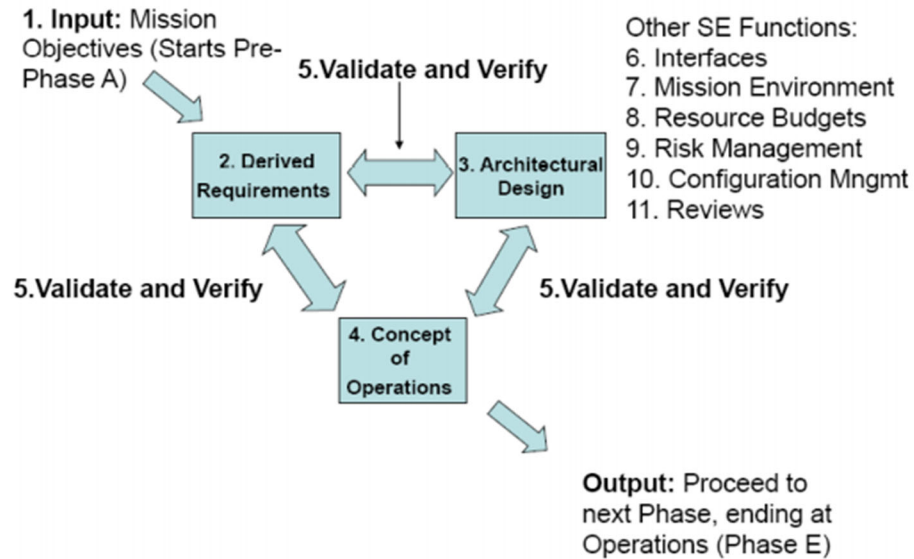 1. Input: Mission
Objectives (Starts Pre-
Phase A)
5.Validate and Verify
Other SE Functions:
6. Interfaces
7. Mission Environment
8. Resource Budgets
9. Risk Management
10. Configuration Mngmt
11. Reviews
2. Derived
Requirements
3. Architectural
Design
5.Validate and Verify
5.Validate and Verify
4. Concept
of
Operations
Output: Proceed to
next Phase, ending at
Operations (Phase E)